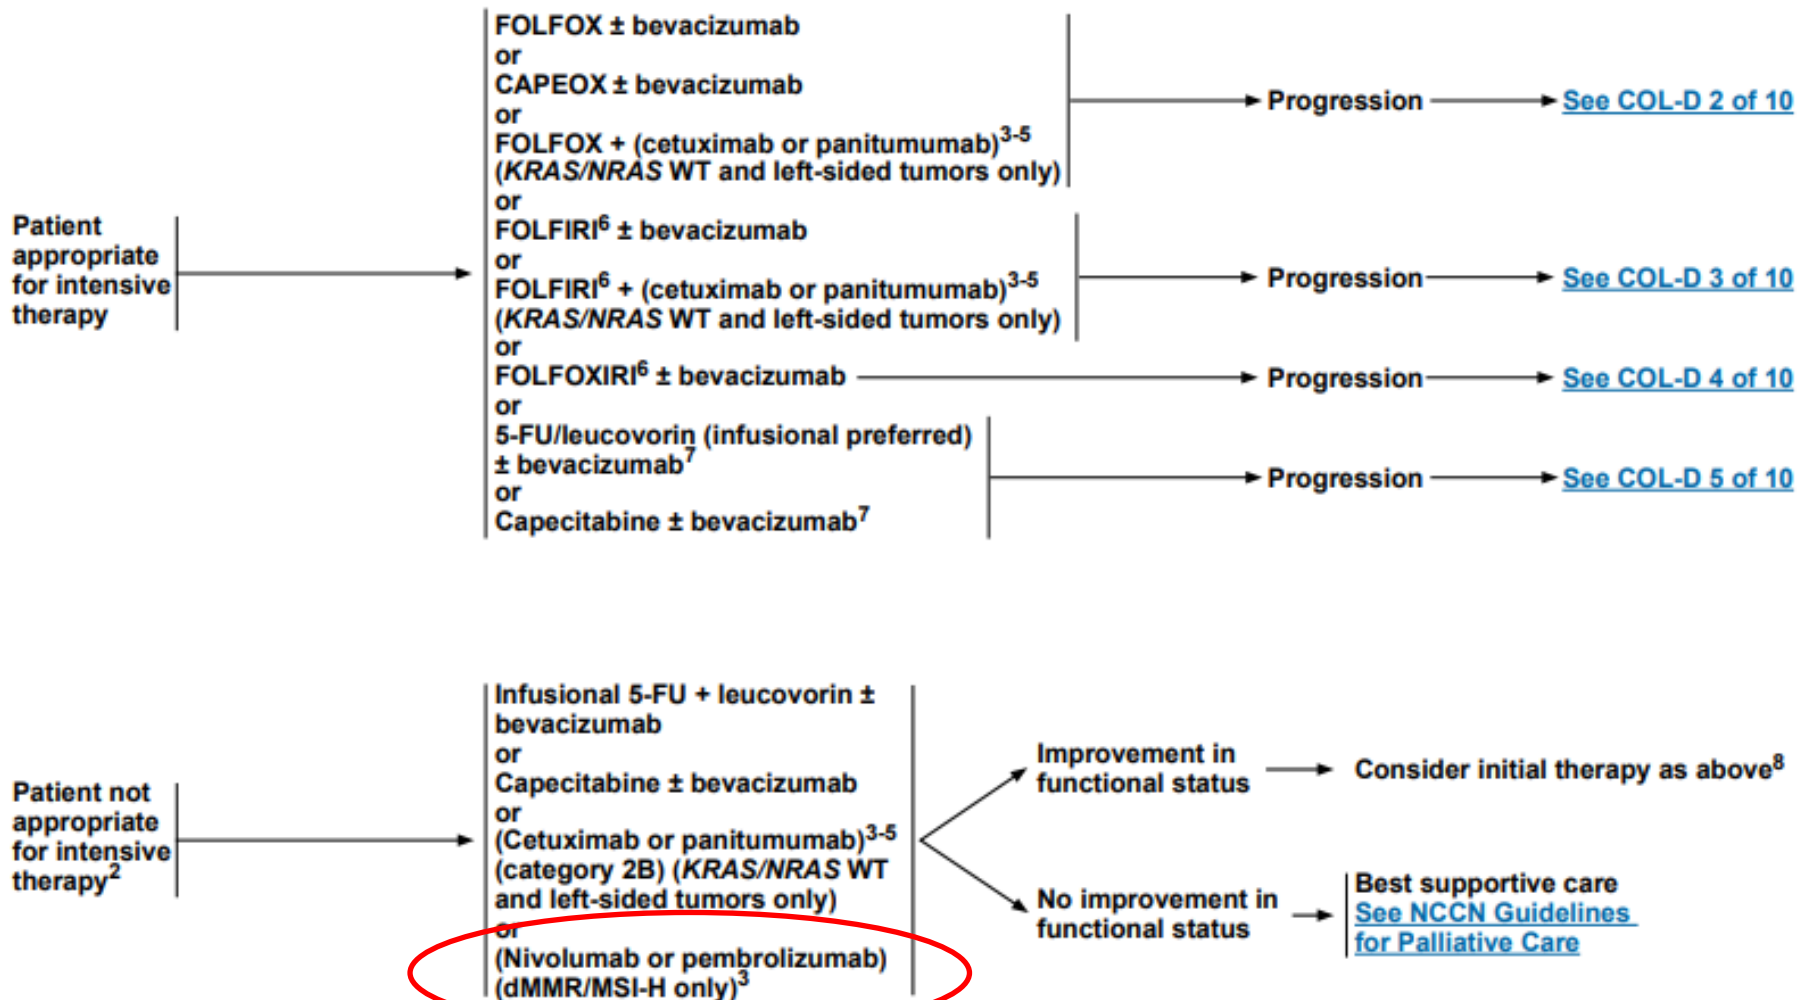 Patient
appropriate
for intensive
therapy
FOLFOX ± bevacizumab
or
CAPEOX ± bevacizumab
or
FOLFOX + (cetuximab or panitumumab)3-5
(KRAS/NRAS WT and left-sided tumors only)
or
FOLFIRI6 ± bevacizumab
or
FOLFIRI6 + (cetuximab or panitumumab)3-5
(KRAS/NRAS WT and left-sided tumors only)
or
FOLFOXIRI6 ± bevacizumab
or
5-FU/leucovorin (infusional preferred)
± bevacizumab7
or
Capecitabine ± bevacizumab7
Progression
See COL-D 2 of 10
Progression
See COL-D 3 of 10
Progression
See COL-D 4 of 10
Progression
See COL-D 5 of 10
Patient not
appropriate
for intensive
therapy2
Infusional 5-FU + leucovorin ±
bevacizumab
or
Capecitabine ± bevacizumab
or
(Cetuximab or panitumumab)3-5
(category 2B) (KRAS/NRAS WT
and left-sided tumors only)
or
(Nivolumab or pembrolizumab)
(dMMR/MSI-H only)3
Improvement in
functional status
Consider initial therapy as above8
No improvement in
functional status
Best supportive care
See NCCN Guidelines
for Palliative Care